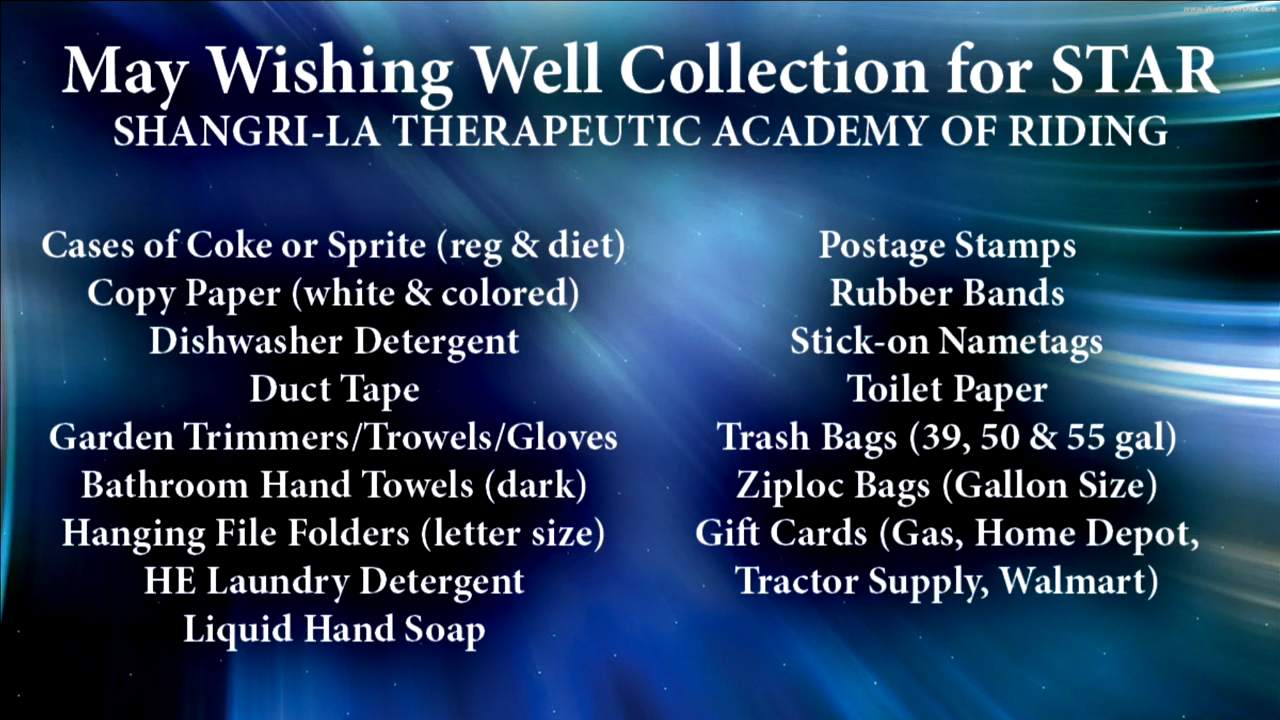 May Wishing Well Collection for STAR
SHANGRI-LA THERAPEUTIC ACADEMY OF RIDING
Cases of Coke or Sprite (reg & diet)
Copy Paper (white & colored)
Dishwasher Detergent
Duct Tape
Garden Trimmers/Trowels/Gloves
Bathroom Hand Towels (dark)
Hanging File Folders (letter size)
HE Laundry Detergent
Liquid Hand Soap
Postage Stamps
Rubber Bands
Stick-on Nametags
Toilet Paper
Trash Bags (39, 50 & 55 gal)
Ziploc Bags (Gallon Size)
Gift Cards (Gas, Home Depot,
Tractor Supply, Walmart)